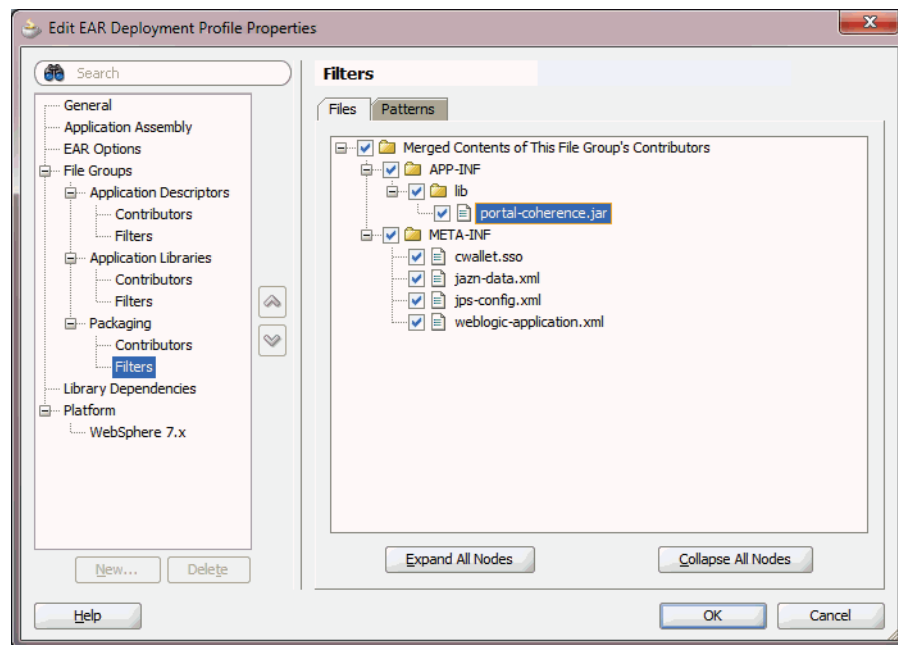 Edit EAR Deployment Profile Properties
x
Search
General
Application Assembly
EAR Options
File Groups
Application Descriptors
Contributors
Filters
Application Libraries
Contributors
Filters
Packaging
Contributors
Filters
Library Dependencies
Platform
WebSphere 7.x
New...
Delete
Filters
Files
Patterns
Merged Contents of This File Group's Contributors
APP-INF
lib
portal-coherence.jar
META-INF
cwallet.sso
jazn-data.xml
jps-config.xml
weblogic-application.xml
Expand All Nodes
Collapse All Nodes
Help
OK
Cancel